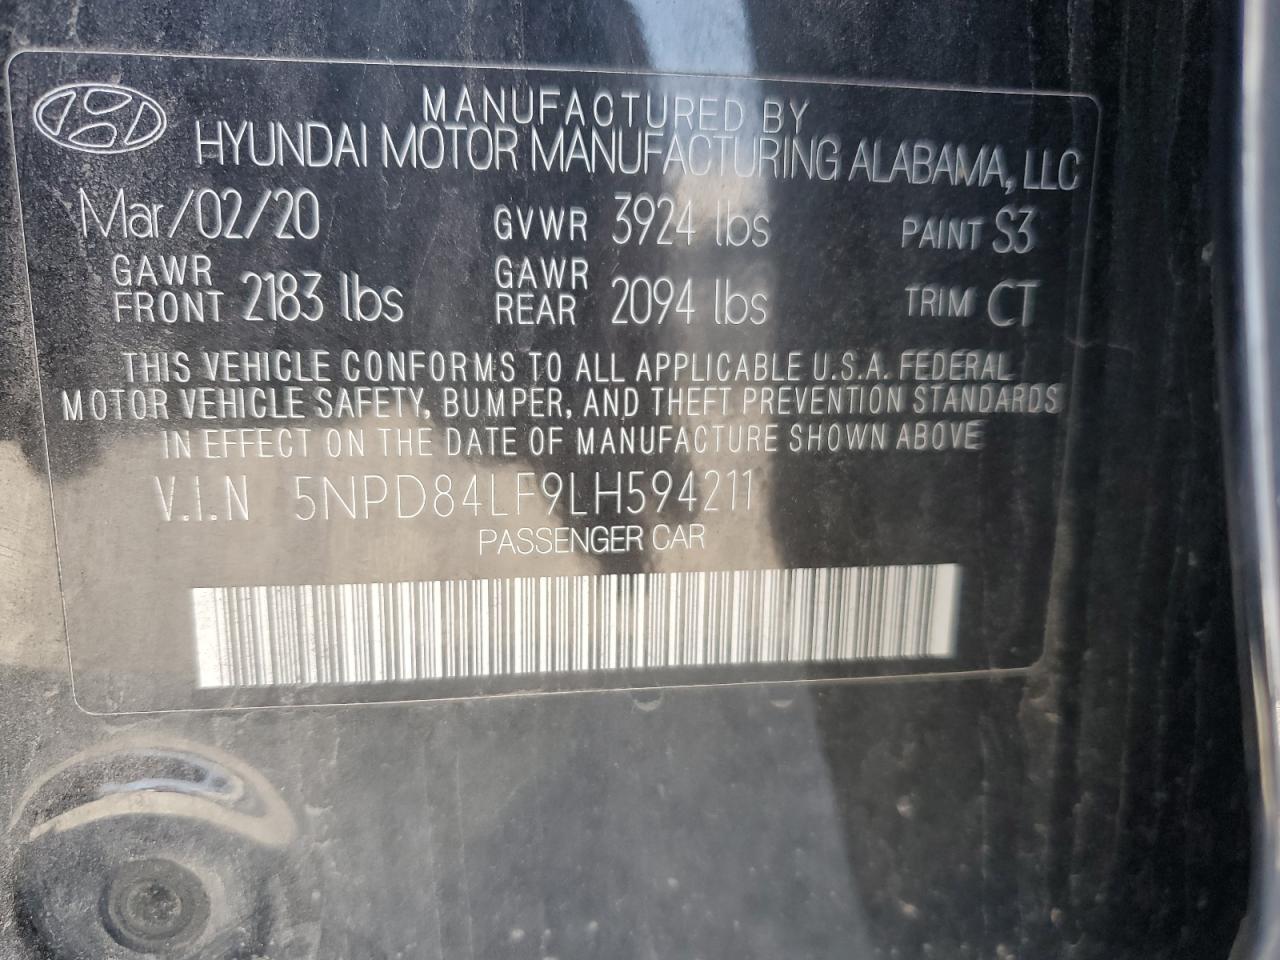 MANUFACTURED BY
HYUNDAI MOTOR MANUFACTURING ALABAMA, LLC
Mar/02/20 GVWR 3924 lbs PAINT S3
GAWR FRONT 2183 lbs GAWR REAR 2094 lbs TRIM CT
THIS VEHICLE CONFORMS TO ALL APPLICABLE U.S.A. FEDERAL
MOTOR VEHICLE SAFETY, BUMPER, AND THEFT PREVENTION STANDARDS
IN EFFECT ON THE DATE OF MANUFACTURE SHOWN ABOVE
V.I.N 5NPD84LF9LH594211
PASSENGER CAR